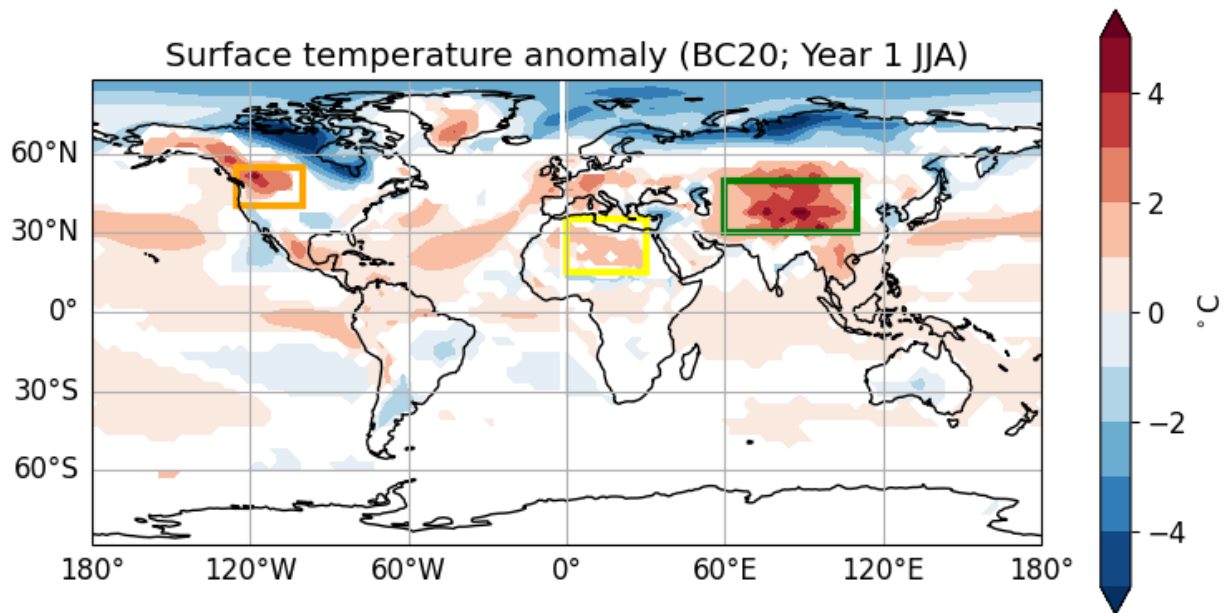 Surface temperature anomaly (BC20; Year 1 JJA)
60°N
30°N
0°
30°S
60°S
180°
120°W
60°W
0°
60°E
120°E
180°
4
2
0
−2
−4
°C